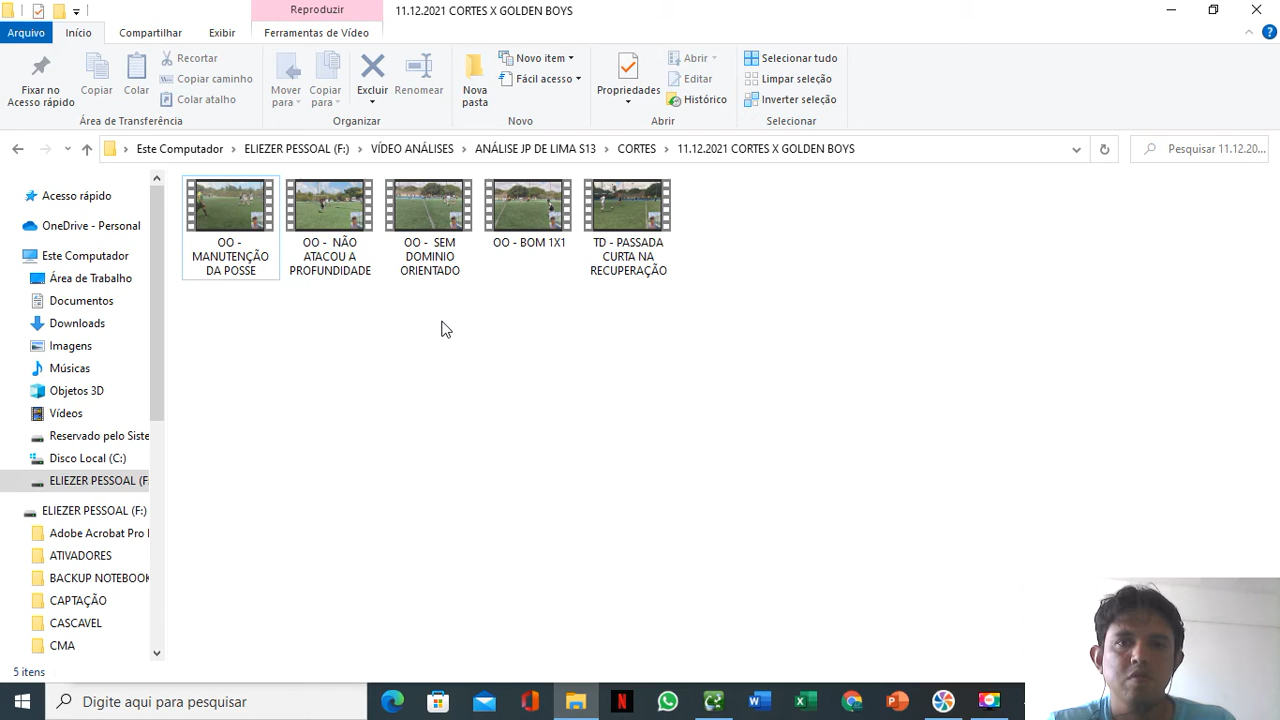 Reproduzir
11.12.2021 CORTES X GOLDEN BOYS
Arquivo
Início
Compartilhar
Exibir
Ferramentas de Vídeo
Fixar no
Acesso rápido
Copiar
Colar
Recortar
Copiar caminho
Colar atalho
Mover
para
Copiar
para
Excluir
Renomear
Nova
pasta
Novo item
Fácil acesso
Propriedades
Abrir
Editar
Histórico
Selecionar tudo
Limpar seleção
Inverter seleção
Área de Transferência
Organizar
Novo
Abrir
Selecionar
Este Computador
ELIEZER PESSOAL (F:)
VÍDEO ANÁLISES
ANÁLISE JP DE LIMA S13
CORTES
11.12.2021 CORTES X GOLDEN BOYS
Pesquisar 11.12.20...
Acesso rápido
OneDrive - Personal
Este Computador
Área de Trabalho
Documentos
Downloads
Imagens
Músicas
Objetos 3D
Vídeos
Reservado pelo Siste
Disco Local (C:)
ELIEZER PESSOAL (F
ELIEZER PESSOAL (F:)
Adobe Acrobat Pro
ATIVADORES
BACKUP NOTEBOOK
CAPTAÇÃO
CASCAVEL
CMA
OO -
MANUTENÇÃO
DA POSSE
OO - NÃO
ATACOU A
PROFUNDIDADE
OO - SEM
DOMINIO
ORIENTADO
OO - BOM 1X1
TD - PASSADA
CURTA NA
RECUPERAÇÃO
5 itens
Digite aqui para pesquisar